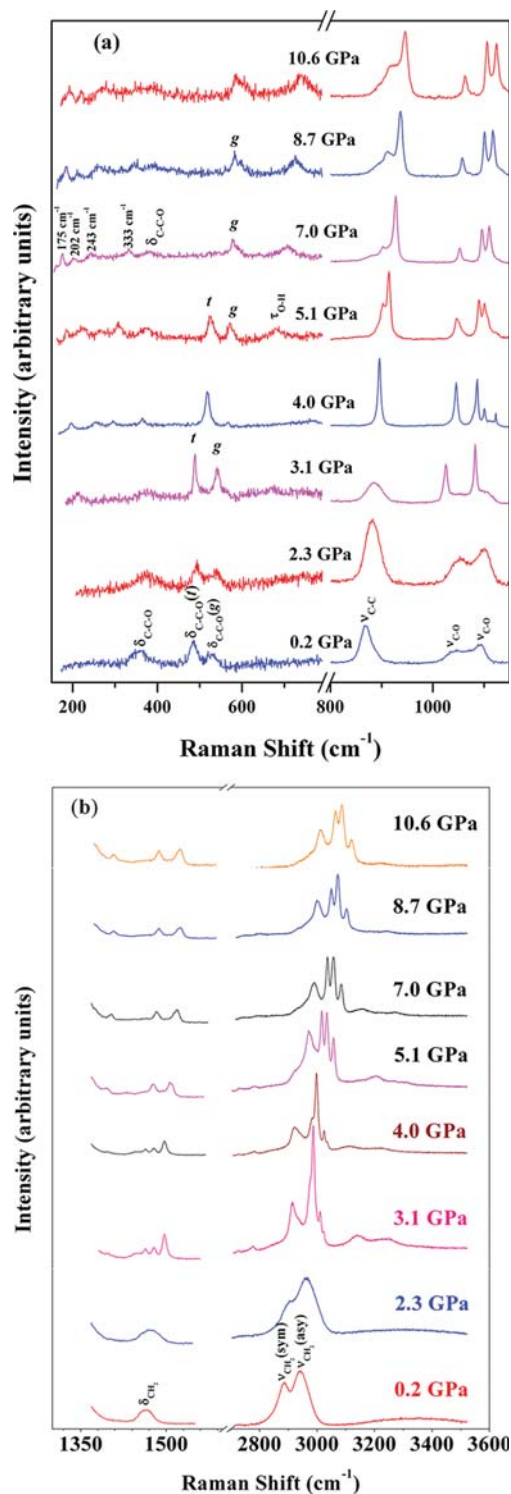 (a)
10.6 GPa
g
8.7 GPa
175 cm⁻¹
202 cm⁻¹
243 cm⁻¹
333 cm⁻¹
δC-C-O
g
7.0 GPa
t
g
τO-H
5.1 GPa
4.0 GPa
t
g
3.1 GPa
2.3 GPa
δC-C-O
δC-C-O(t)
δC-C-O(g)
0.2 GPa
νC-C
νC-O
νC-O
Intensity (arbitrary units)
200 400 600 800 1000
Raman Shift (cm⁻¹)
(b)
10.6 GPa
8.7 GPa
7.0 GPa
5.1 GPa
4.0 GPa
3.1 GPa
2.3 GPa
δCH₂
νCH₂(sym)
νCH₂(asy)
0.2 GPa
Intensity (arbitrary units)
1350 1500 2800 3000 3200 3400 3600
Raman Shift (cm⁻¹)